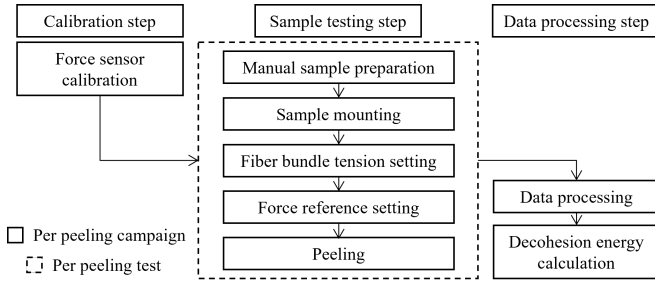 Calibration step
Sample testing step
Data processing step
Force sensor
calibration
Manual sample preparation
Sample mounting
Fiber bundle tension setting
Force reference setting
Peeling
Data processing
Decohesion energy
calculation
Per peeling campaign
Per peeling test